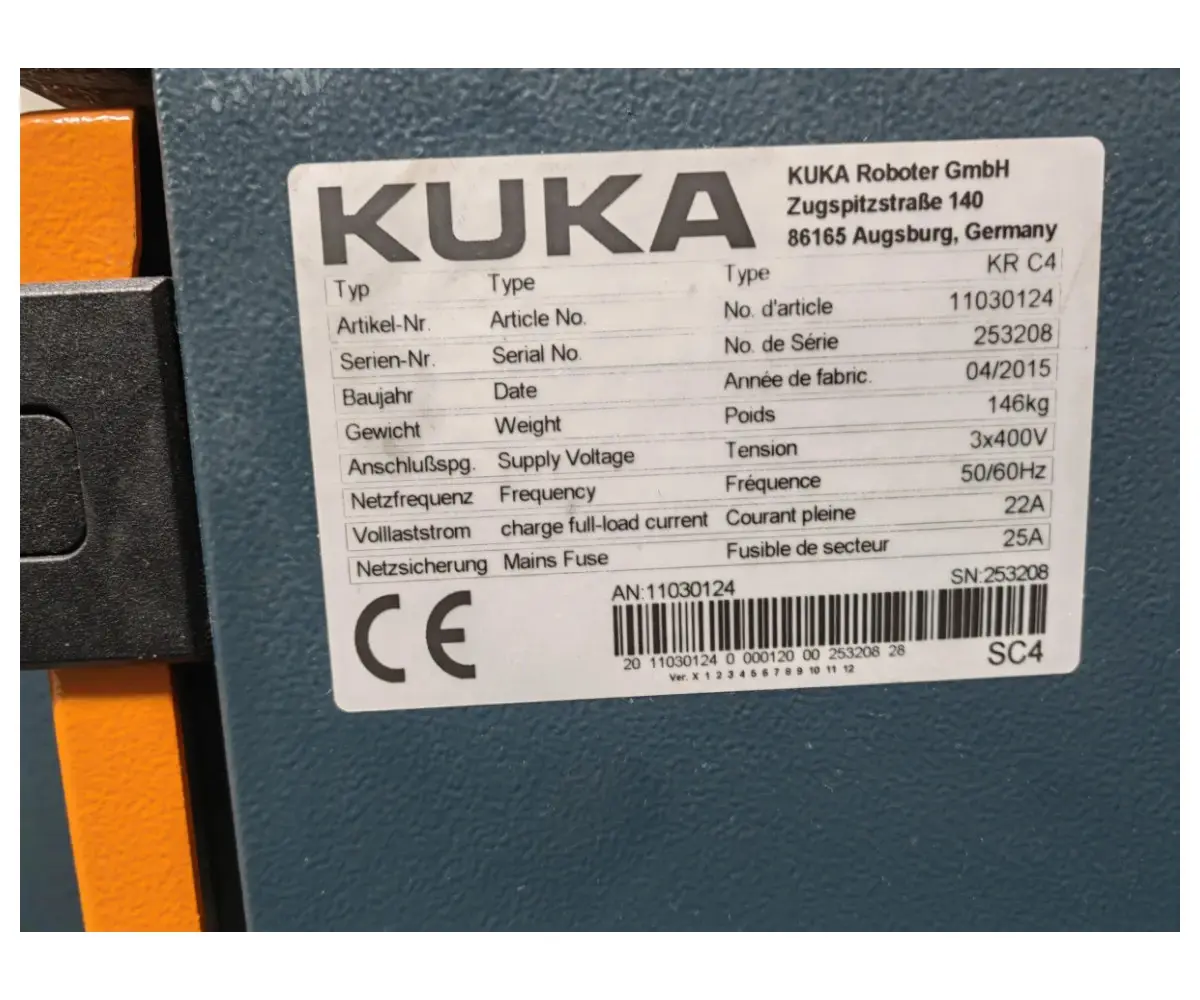 KUKA
KUKA Roboter GmbH
Zugspitzstraße 140
86165 Augsburg, Germany
Typ Type Type KR C4
Artikel-Nr. Article No. No. d'article 11030124
Serien-Nr. Serial No. No. de Série 253208
Baujahr Date Année de fabric. 04/2015
Gewicht Weight Poids 146kg
Anschlußspg. Supply Voltage Tension 3x400V
Netzfrequenz Frequency Fréquence 50/60Hz
Volllaststrom charge full-load current Courant pleine 22A
Netzsicherung Mains Fuse Fusible de secteur 25A
CE
AN:11030124 SN:253208
20 11030124 0 000120 00 253208 28
SC4
Ver. X 1 2 3 4 5 6 7 8 9 10 11 12